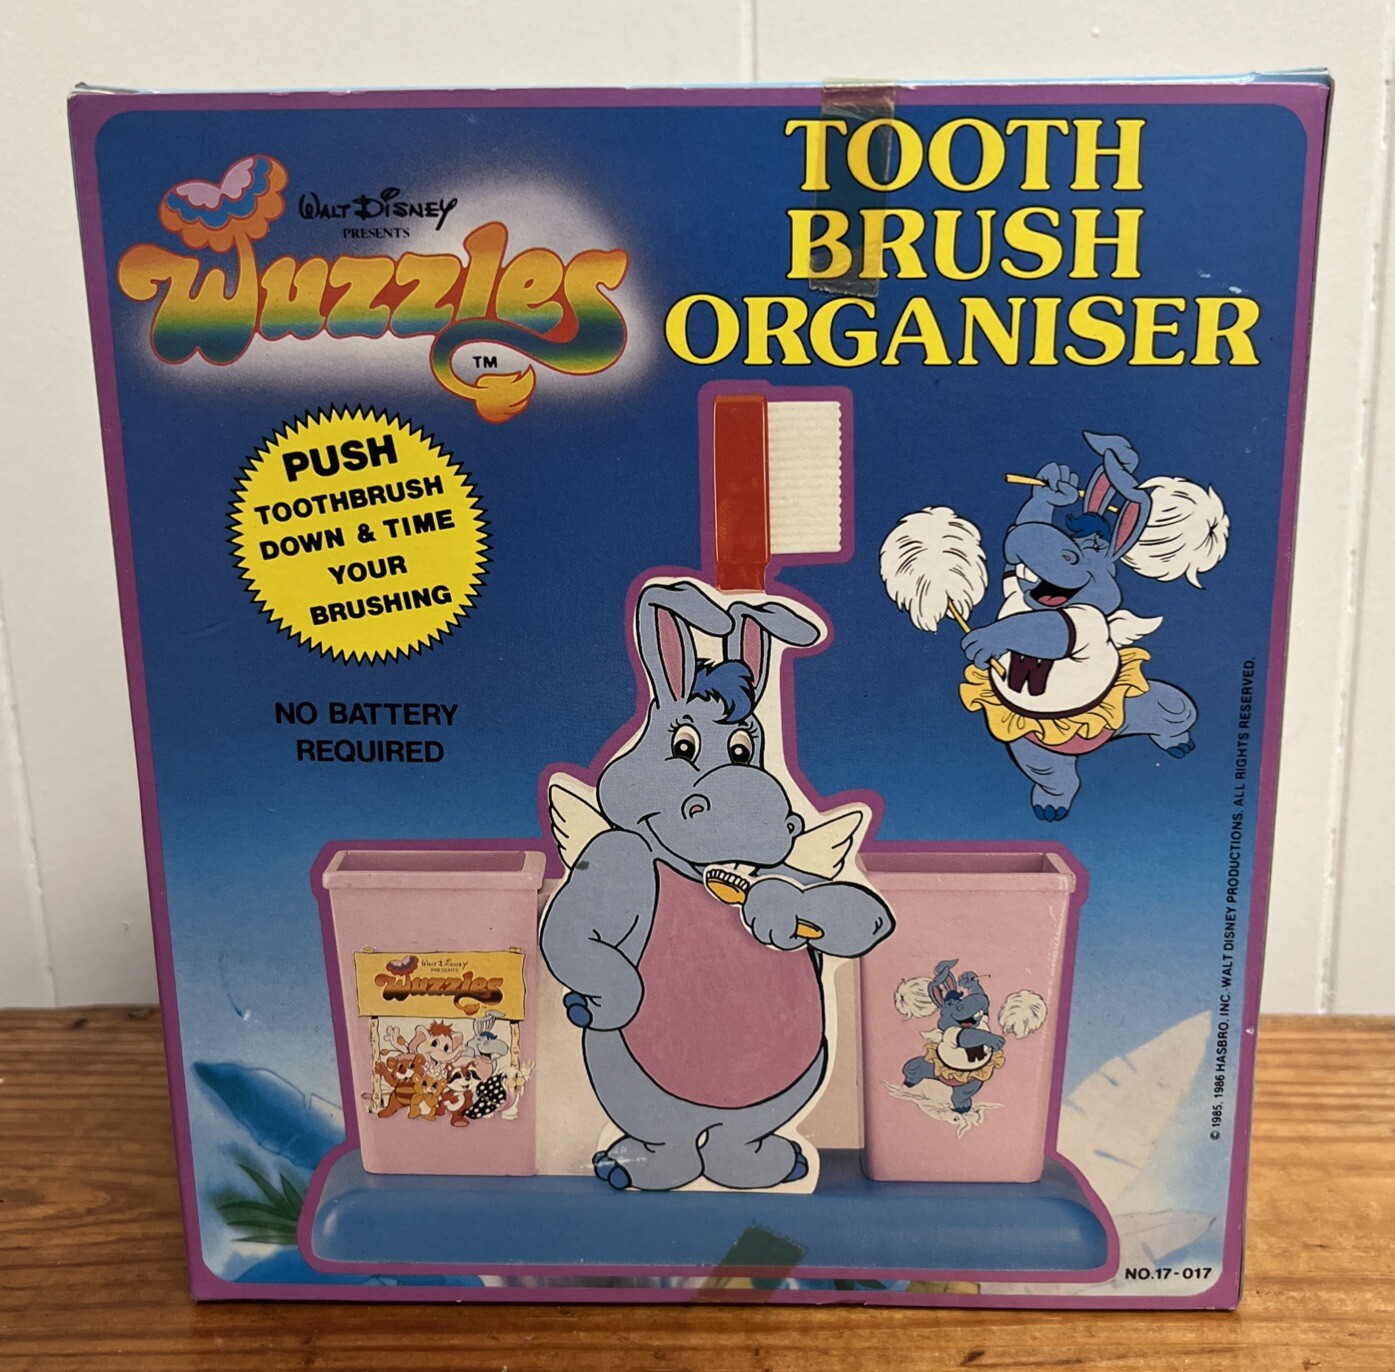 WALT DISNEY
PRESENTS
Wuzzles
TM
TOOTH
BRUSH
ORGANISER
PUSH
TOOTHBRUSH
DOWN & TIME
YOUR
BRUSHING
NO BATTERY
REQUIRED
W
WALT DISNEY
PRESENTS
Wuzzles
W
© 1985, 1986 HASBRO, INC. WALT DISNEY PRODUCTIONS. ALL RIGHTS RESERVED.
NO.17-017